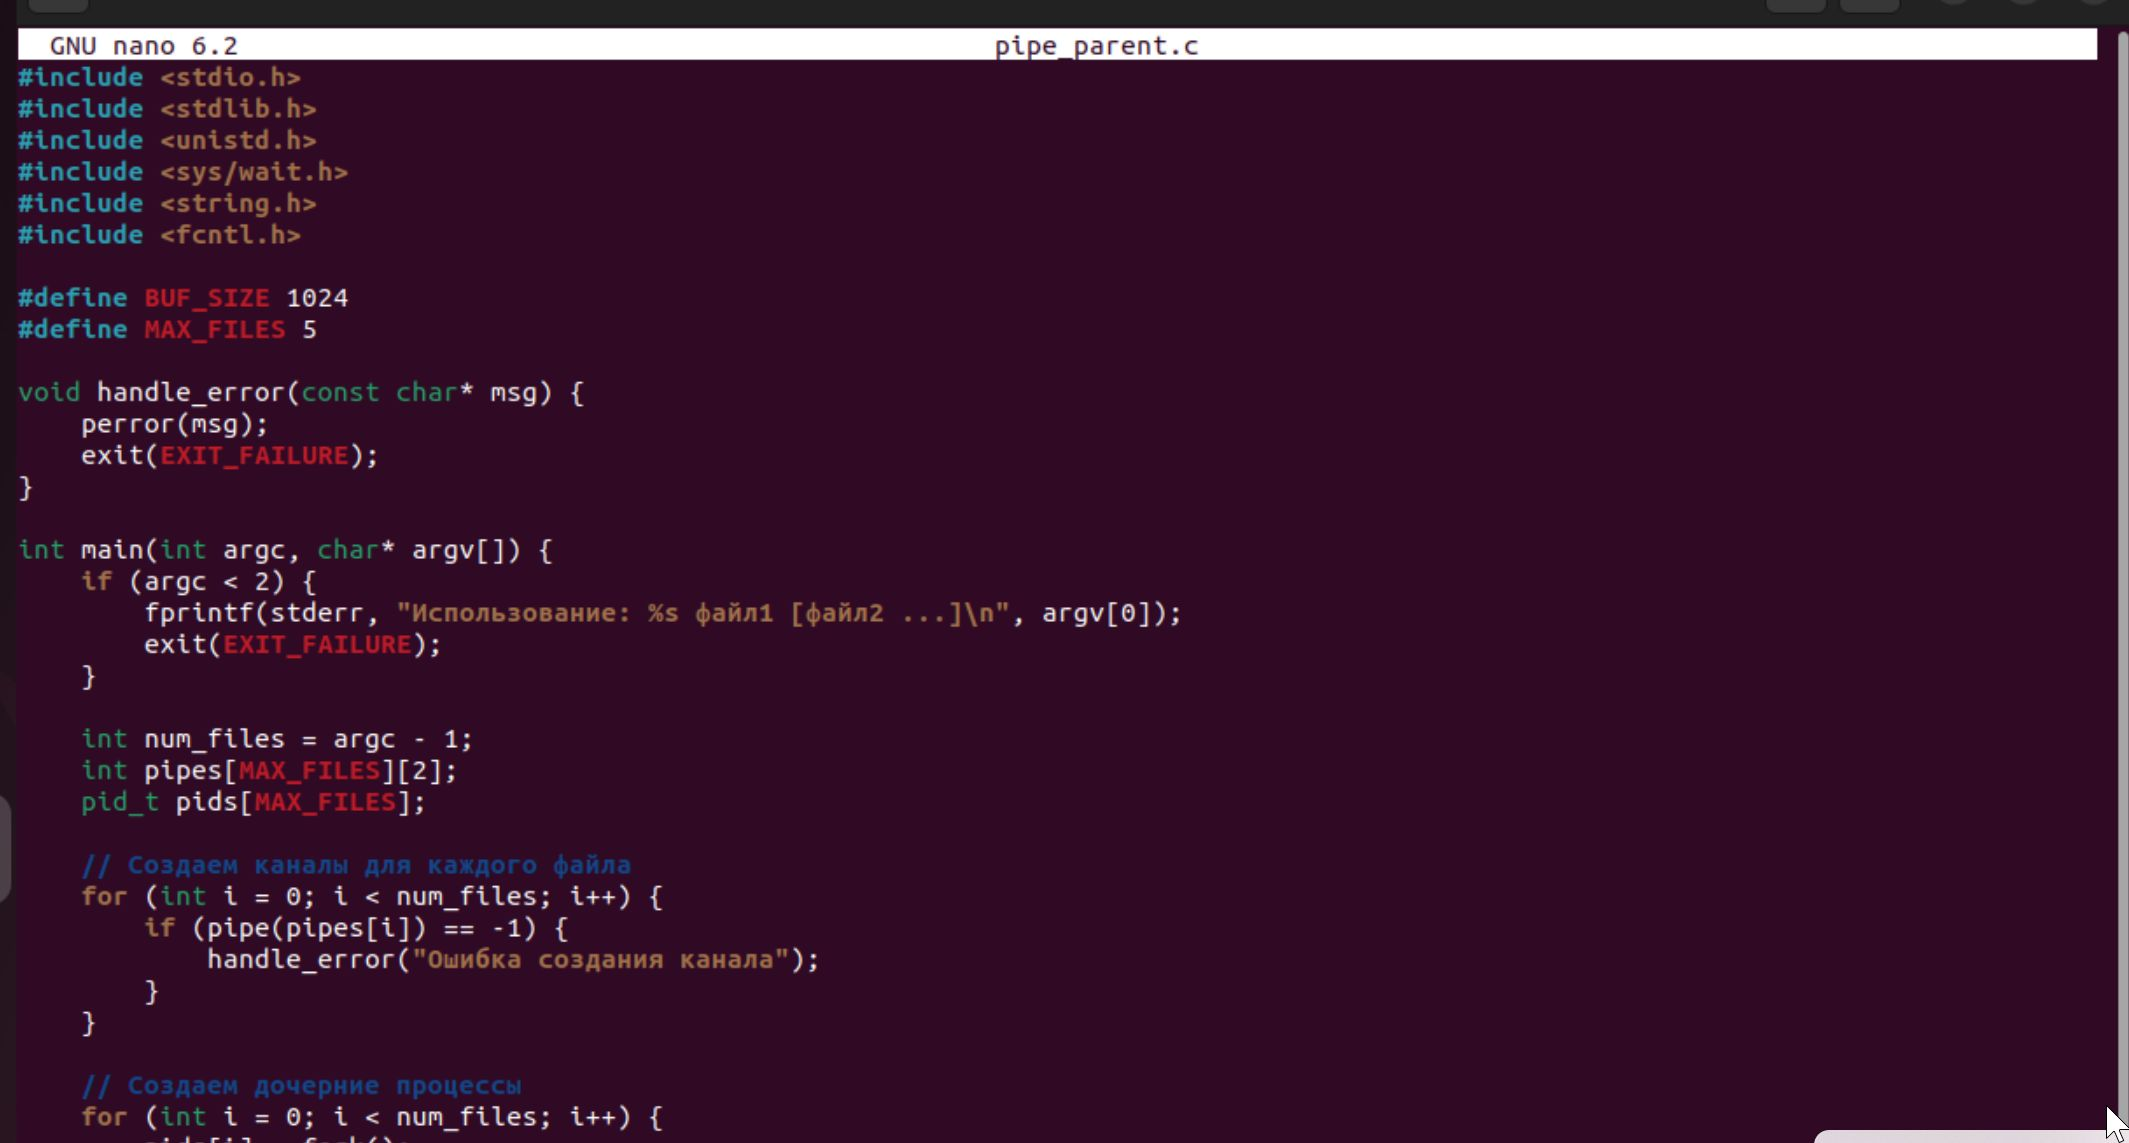 GNU nano 6.2 pipe_parent.c
#include <stdio.h>
#include <stdlib.h>
#include <unistd.h>
#include <sys/wait.h>
#include <string.h>
#include <fcntl.h>

#define BUF_SIZE 1024
#define MAX_FILES 5

void handle_error(const char* msg) {
    perror(msg);
    exit(EXIT_FAILURE);
}

int main(int argc, char* argv[]) {
    if (argc < 2) {
        fprintf(stderr, "Использование: %s файл1 [файл2 ...]\n", argv[0]);
        exit(EXIT_FAILURE);
    }

    int num_files = argc - 1;
    int pipes[MAX_FILES][2];
    pid_t pids[MAX_FILES];

    // Создаем каналы для каждого файла
    for (int i = 0; i < num_files; i++) {
        if (pipe(pipes[i]) == -1) {
            handle_error("Ошибка создания канала");
        }
    }

    // Создаем дочерние процессы
    for (int i = 0; i < num_files; i++) {